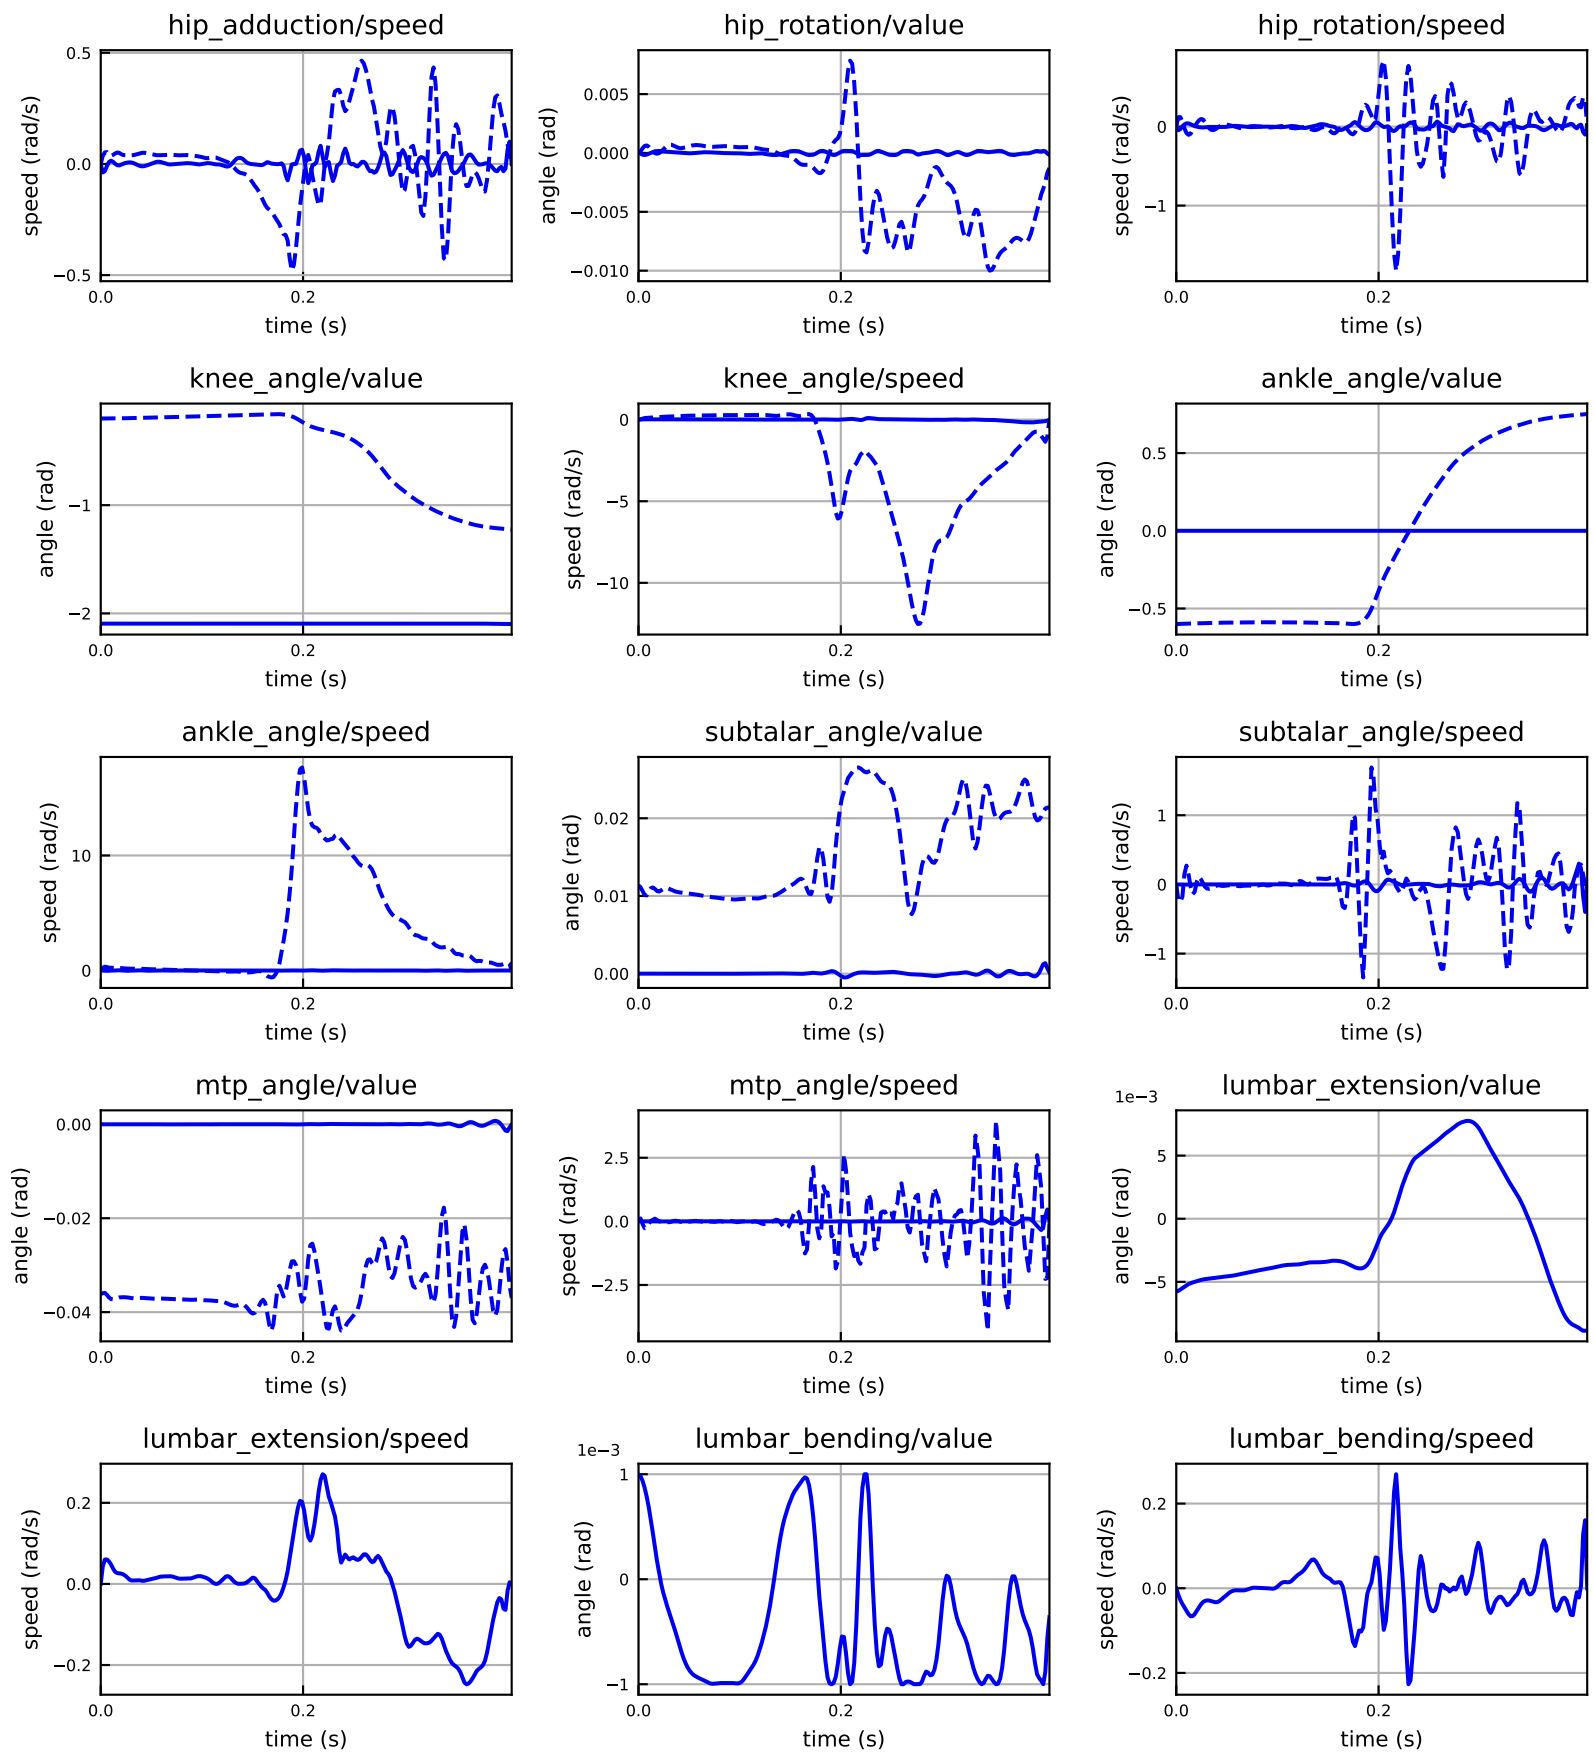 hip_adduction/speed
speed (rad/s)
0.5
0.0
−0.5
0.0
0.2
time (s)
hip_rotation/value
angle (rad)
0.005
0.000
−0.005
−0.010
0.0
0.2
time (s)
hip_rotation/speed
speed (rad/s)
0
−1
0.0
0.2
time (s)
knee_angle/value
angle (rad)
−1
−2
0.0
0.2
time (s)
knee_angle/speed
speed (rad/s)
0
−5
−10
0.0
0.2
time (s)
ankle_angle/value
angle (rad)
0.5
0.0
−0.5
0.0
0.2
time (s)
ankle_angle/speed
speed (rad/s)
10
0
0.0
0.2
time (s)
subtalar_angle/value
angle (rad)
0.02
0.01
0.00
0.0
0.2
time (s)
subtalar_angle/speed
speed (rad/s)
1
0
−1
0.0
0.2
time (s)
mtp_angle/value
angle (rad)
0.00
−0.02
−0.04
0.0
0.2
time (s)
mtp_angle/speed
speed (rad/s)
2.5
0.0
−2.5
0.0
0.2
time (s)
lumbar_extension/value
1e−3
angle (rad)
5
0
−5
0.0
0.2
time (s)
lumbar_extension/speed
speed (rad/s)
0.2
0.0
−0.2
0.0
0.2
time (s)
lumbar_bending/value
1e−3
angle (rad)
1
0
−1
0.0
0.2
time (s)
lumbar_bending/speed
speed (rad/s)
0.2
0.0
−0.2
0.0
0.2
time (s)